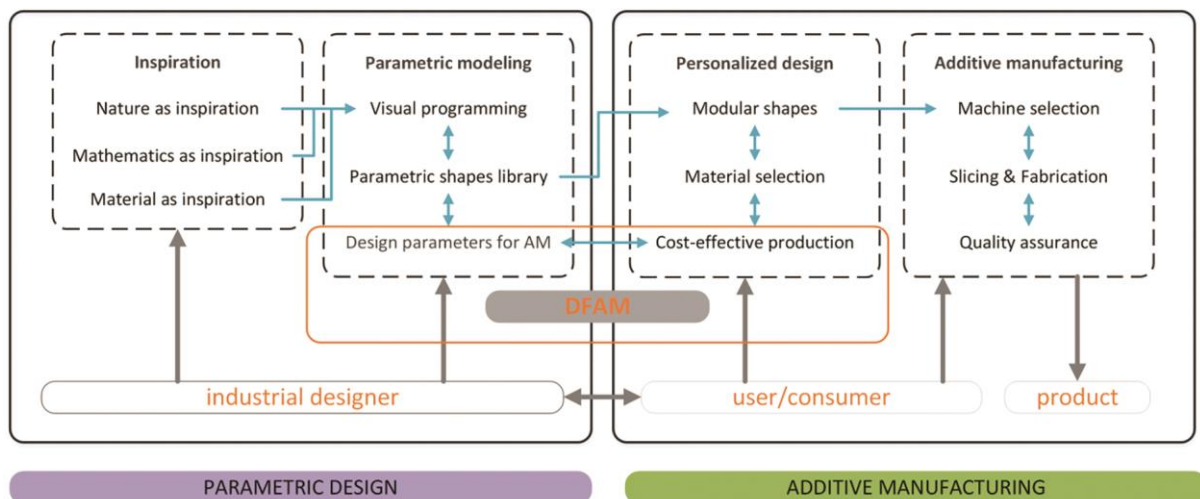 Inspiration
Nature as inspiration
Mathematics as inspiration
Material as inspiration
Parametric modeling
Visual programming
Parametric shapes library
Design parameters for AM
Personalized design
Modular shapes
Material selection
Cost-effective production
Additive manufacturing
Machine selection
Slicing & Fabrication
Quality assurance
DFAM
industrial designer
user/consumer
product
PARAMETRIC DESIGN
ADDITIVE MANUFACTURING